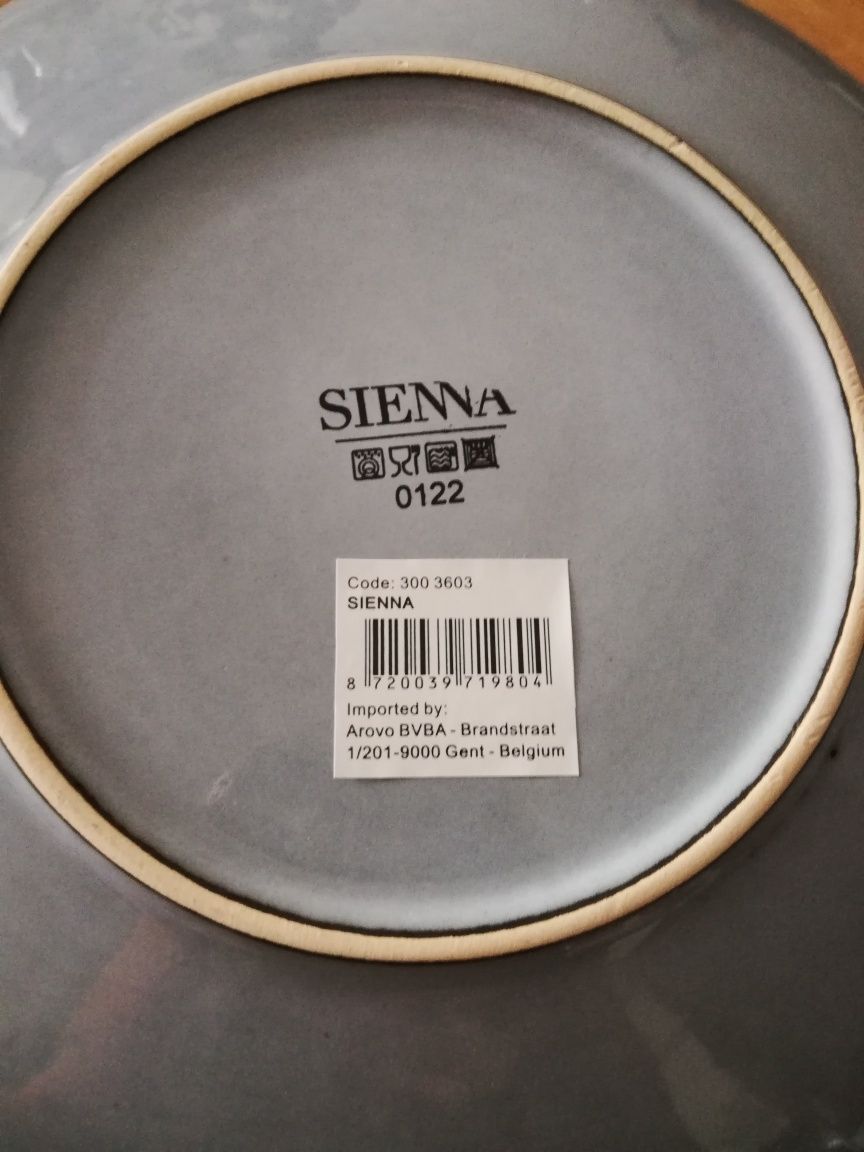 SIENNA
0122
Code: 300 3603
SIENNA
8 720039 719804
Imported by:
Arovo BVBA - Brandstraat
1/201-9000 Gent - Belgium